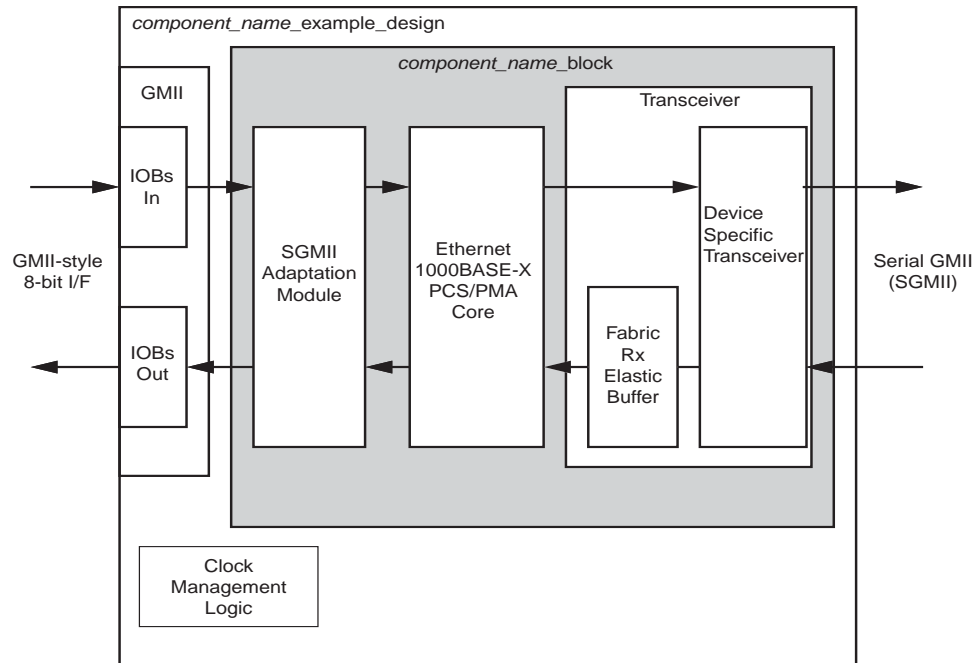 component_name_example_design
component_name_block
GMII
Transceiver
IOBs
In
GMII-style
8-bit I/F
SGMII
Adaptation
Module
Ethernet
1000BASE-X
PCS/PMA
Core
Device
Specific
Transceiver
Serial GMII
(SGMII)
IOBs
Out
Fabric
Rx
Elastic
Buffer
Clock
Management
Logic